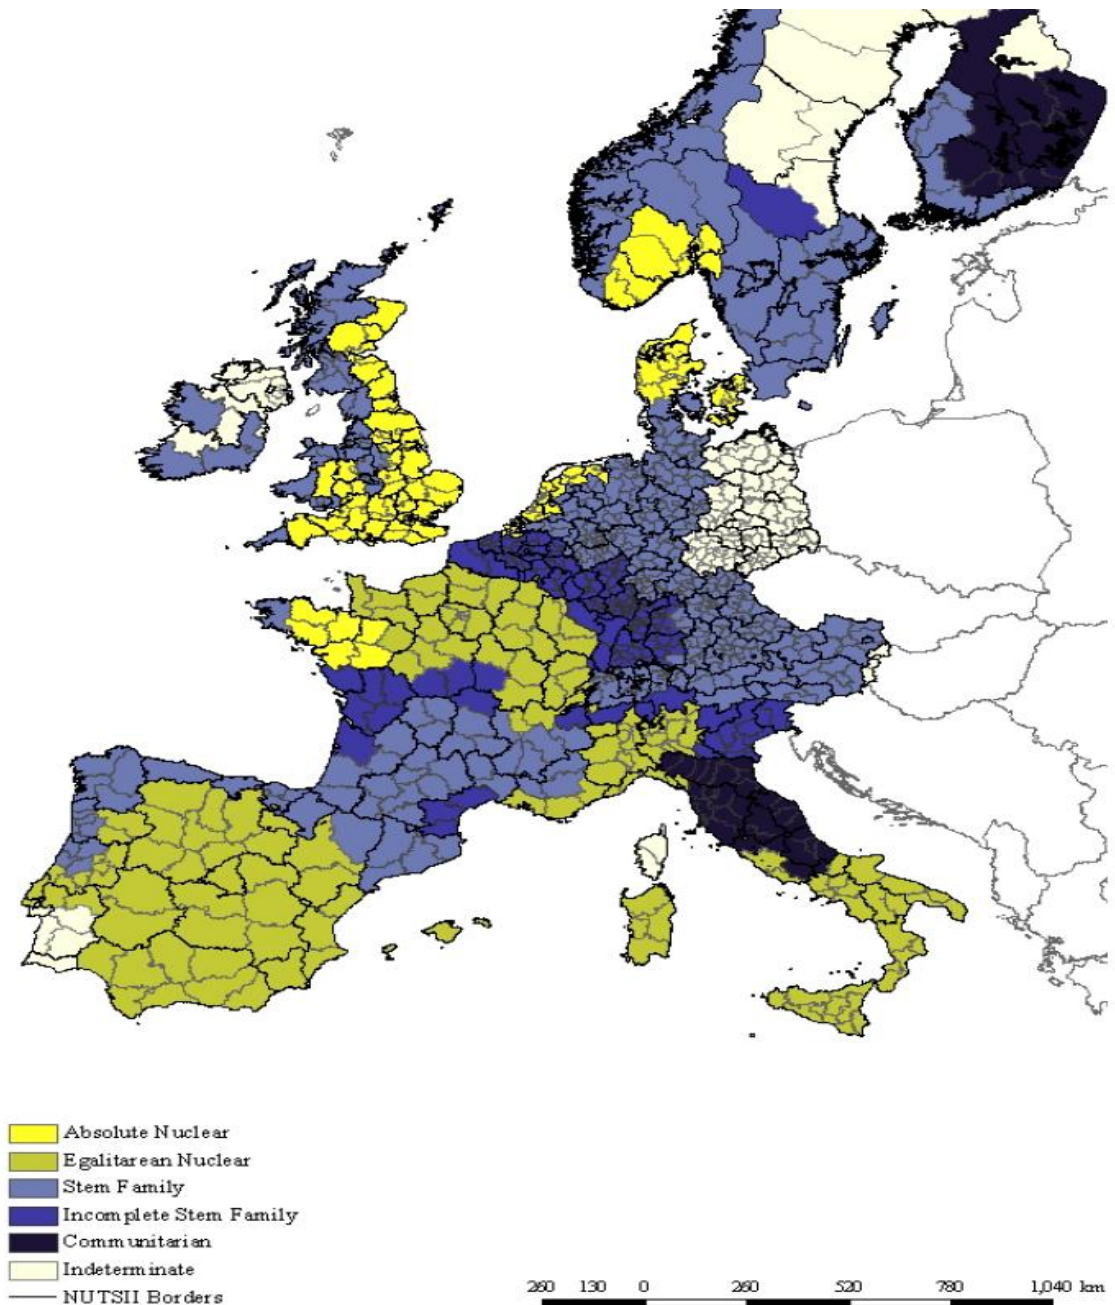 Absolute Nuclear
Egalitarean Nuclear
Stem Family
Incomplete Stem Family
Communitarian
Indeterminate
NUTSII Borders
260 130 0 260 520 780 1,040 km